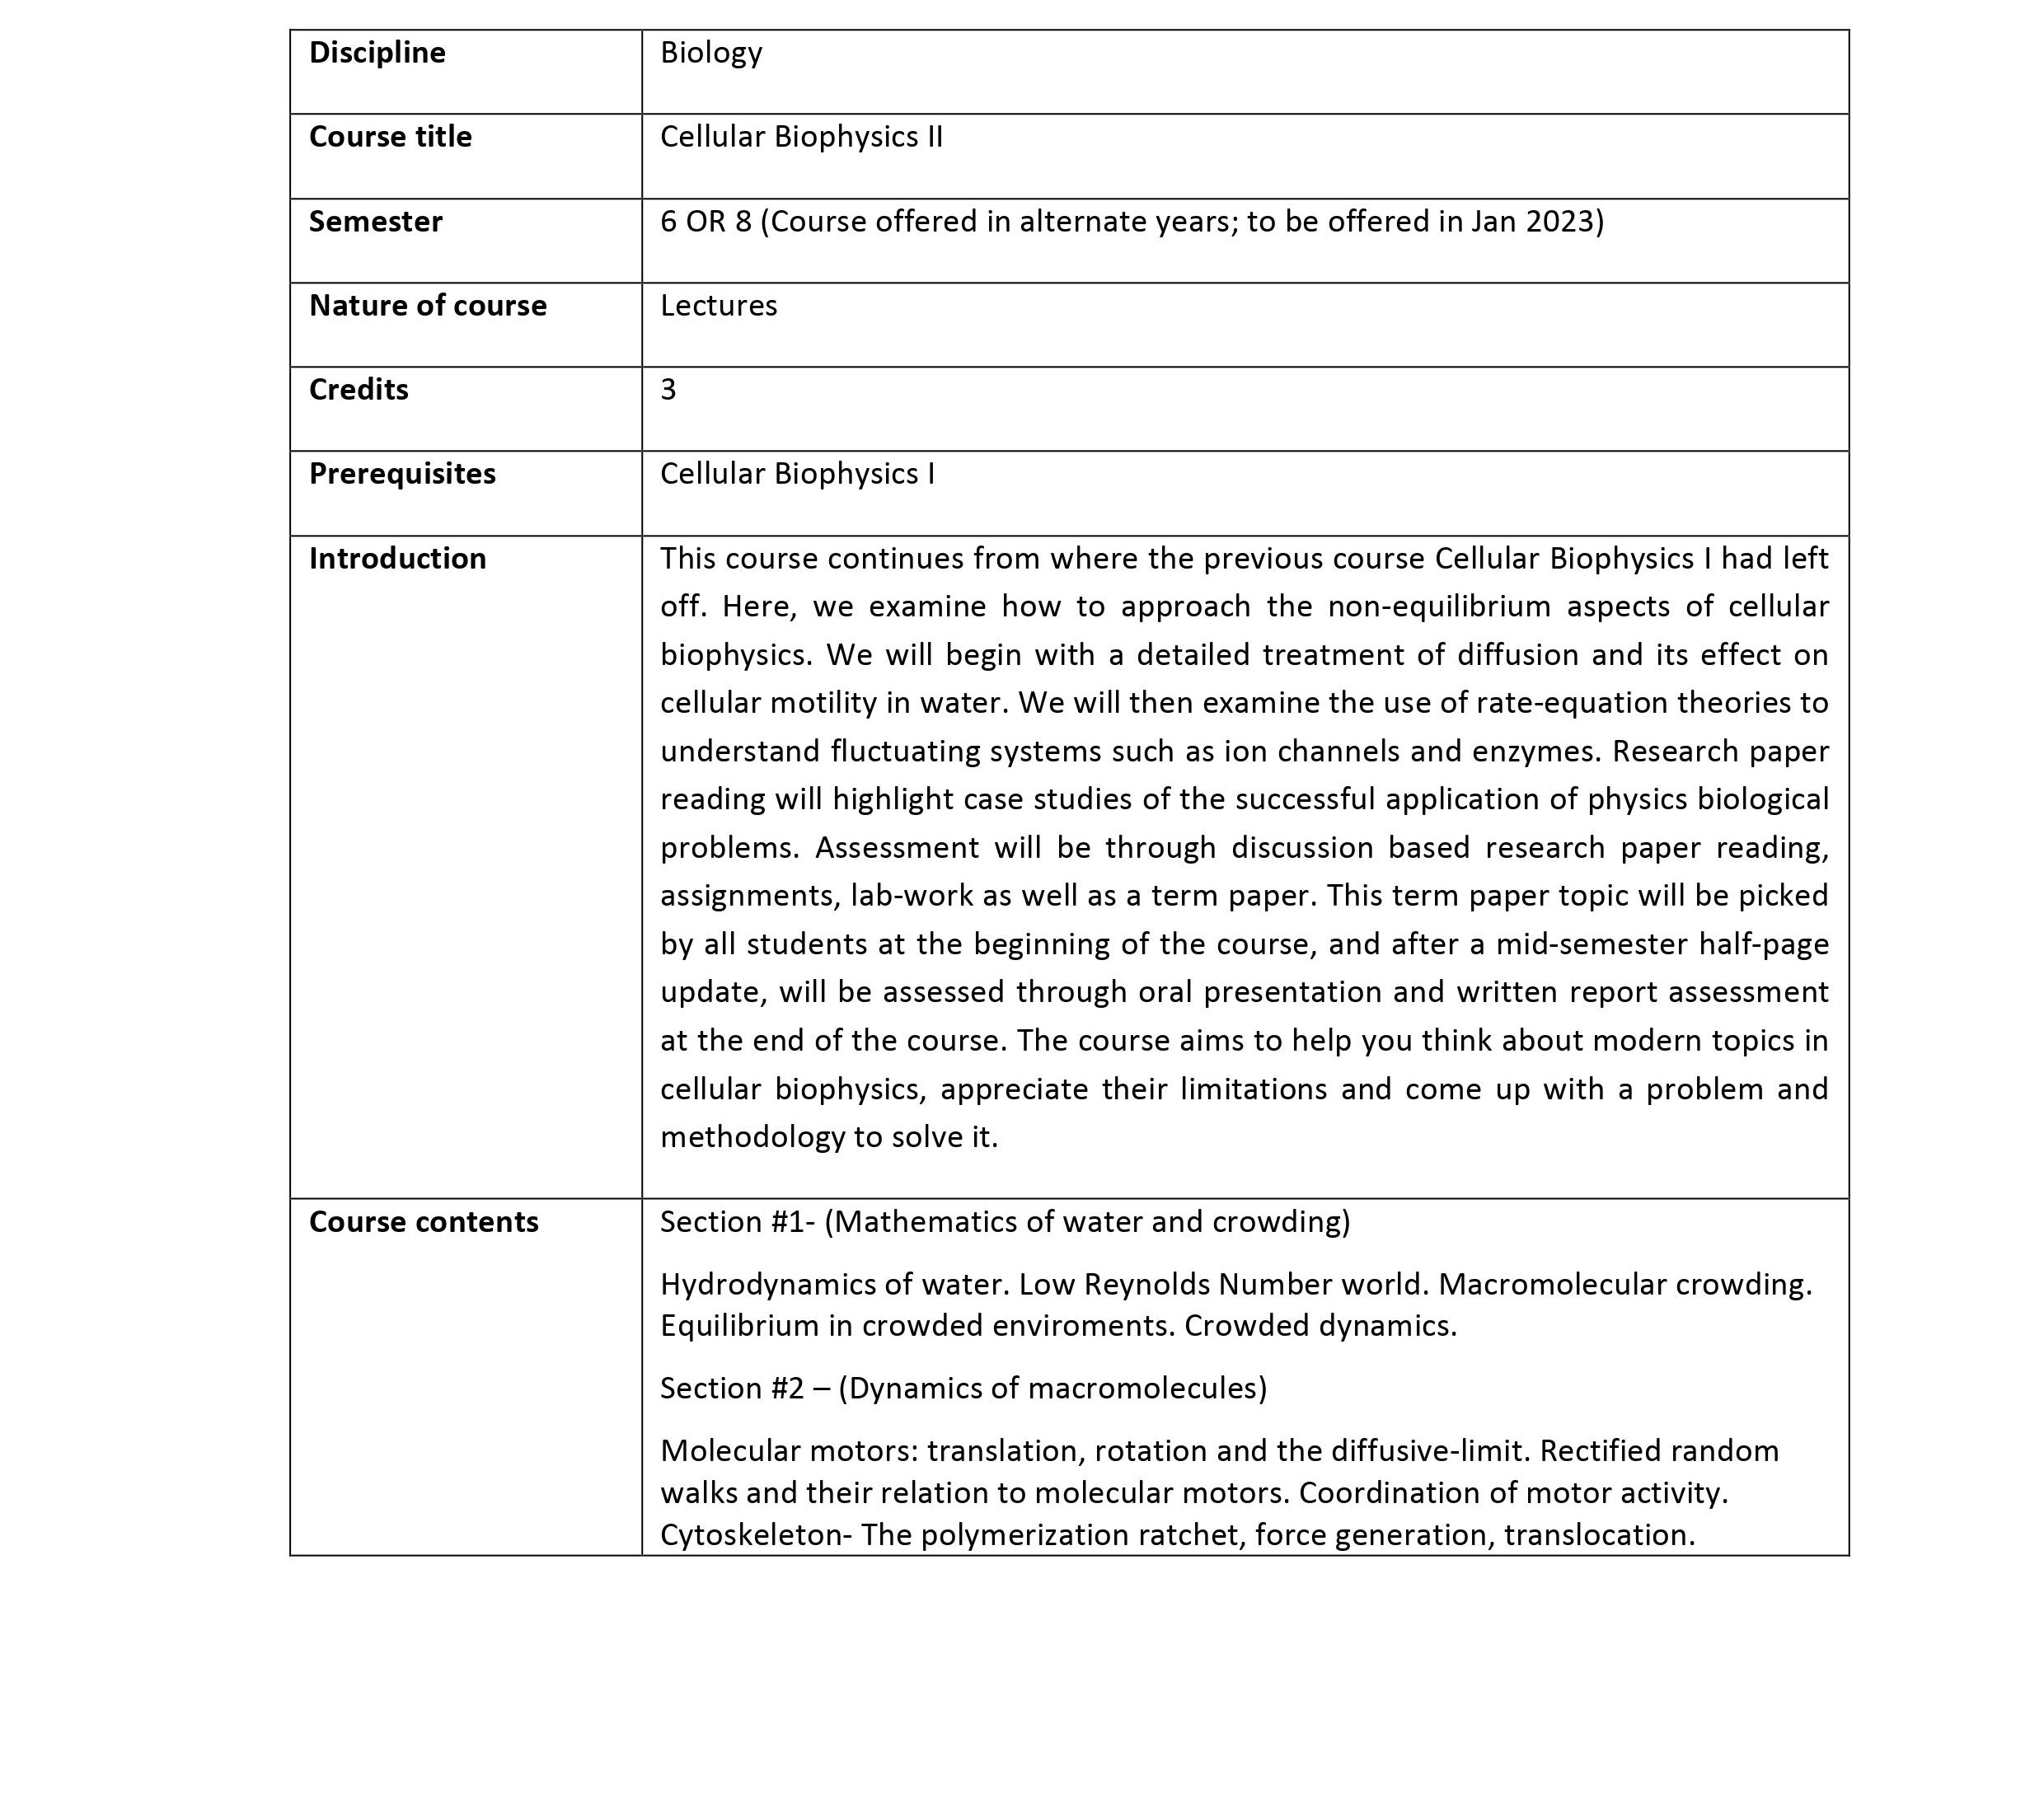 Discipline
Biology
Course title
Cellular Biophysics II
Semester
6 OR 8 (Course offered in alternate years; to be offered in Jan 2023)
Nature of course
Lectures
Credits
3
Prerequisites
Cellular Biophysics I
Introduction
This course continues from where the previous course Cellular Biophysics I had left
off. Here, we examine how to approach the non-equilibrium aspects of cellular
biophysics. We will begin with a detailed treatment of diffusion and its effect on
cellular motility in water. We will then examine the use of rate-equation theories to
understand fluctuating systems such as ion channels and enzymes. Research paper
reading will highlight case studies of the successful application of physics biological
problems. Assessment will be through discussion based research paper reading,
assignments, lab-work as well as a term paper. This term paper topic will be picked
by all students at the beginning of the course, and after a mid-semester half-page
update, will be assessed through oral presentation and written report assessment
at the end of the course. The course aims to help you think about modern topics in
cellular biophysics, appreciate their limitations and come up with a problem and
methodology to solve it.
Course contents
Section #1- (Mathematics of water and crowding)
Hydrodynamics of water. Low Reynolds Number world. Macromolecular crowding.
Equilibrium in crowded enviroments. Crowded dynamics.
Section #2 – (Dynamics of macromolecules)
Molecular motors: translation, rotation and the diffusive-limit. Rectified random
walks and their relation to molecular motors. Coordination of motor activity.
Cytoskeleton- The polymerization ratchet, force generation, translocation.